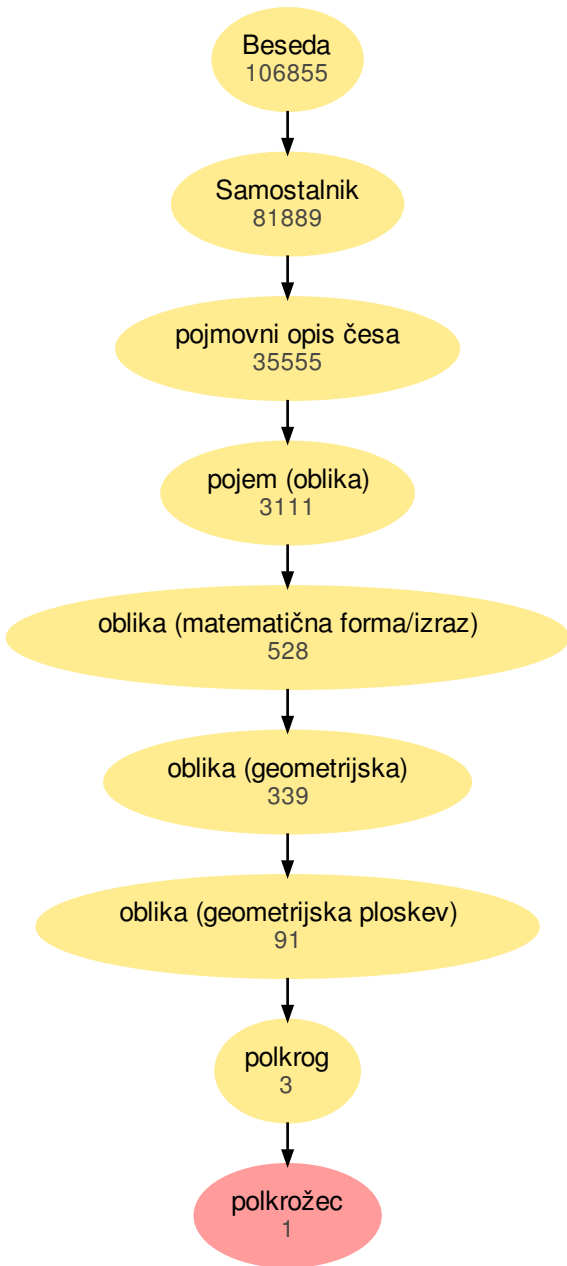 Beseda
106855
Samostalnik
81889
pojmovni opis česa
35555
pojem (oblika)
3111
oblika (matematična forma/izraz)
528
oblika (geometrijska)
339
oblika (geometrijska ploskev)
91
polkrog
3
polkrožec
1